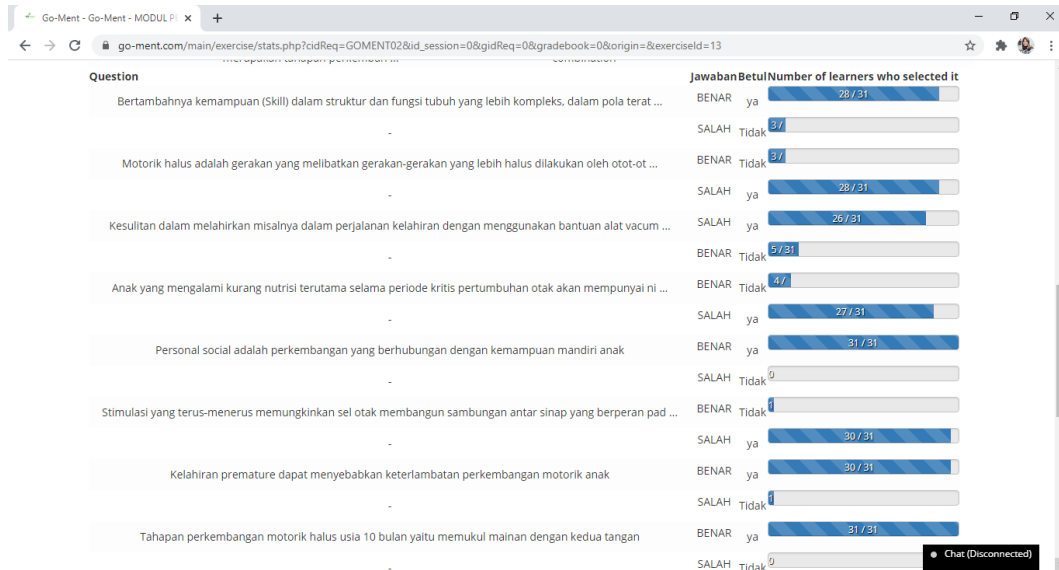 Go-Ment - Go-Ment - MODUL P
go-ment.com/main/exercise/stats.php?cidReq=GOMENT02&id_session=0&gidReq=0&gradebook=0&origin=&exerciseId=13
Question Jawaban Betul Number of learners who selected it
Bertambahnya kemampuan (Skill) dalam struktur dan fungsi tubuh yang lebih kompleks, dalam pola terat ... BENAR ya 28 / 31
- SALAH Tidak 3 /
Motorik halus adalah gerakan yang melibatkan gerakan-gerakan yang lebih halus dilakukan oleh otot-ot ... BENAR Tidak 3 /
- SALAH ya 28 / 31
Kesulitan dalam melahirkan misalnya dalam perjalanan kelahiran dengan menggunakan bantuan alat vacum ... SALAH ya 26 / 31
- BENAR Tidak 5 / 31
Anak yang mengalami kurang nutrisi terutama selama periode kritis pertumbuhan otak akan mempunyai ni ... BENAR Tidak 4 /
- SALAH ya 27 / 31
Personal social adalah perkembangan yang berhubungan dengan kemampuan mandiri anak BENAR ya 31 / 31
- SALAH Tidak 0
Stimulasi yang terus-menerus memungkinkan sel otak membangun sambungan antar sinap yang berperan pad ... BENAR Tidak 1
- SALAH ya 30 / 31
Kelahiran premature dapat menyebabkan keterlambatan perkembangan motorik anak BENAR ya 30 / 31
- SALAH Tidak 1
Tahapan perkembangan motorik halus usia 10 bulan yaitu memukul mainan dengan kedua tangan BENAR ya 31 / 31
- SALAH Tidak 0
Chat (Disconnected)